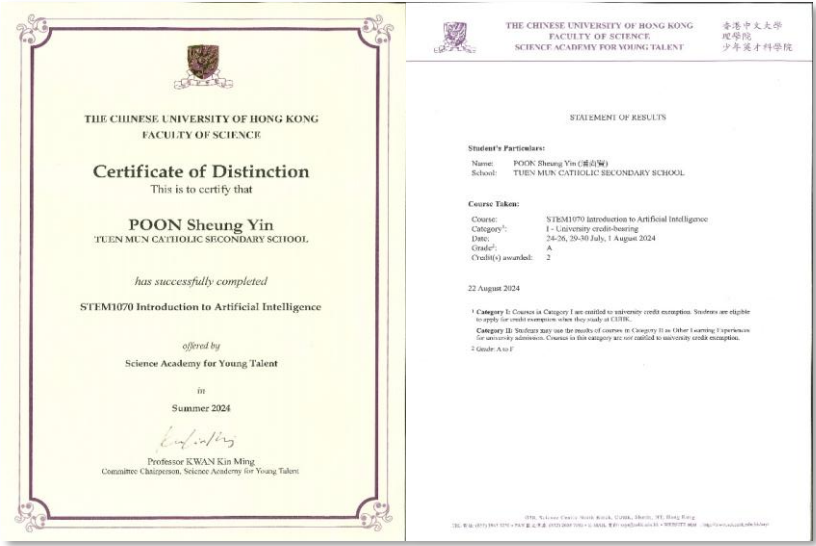 THE CHINESE UNIVERSITY OF HONG KONG
FACULTY OF SCIENCE
Certificate of Distinction
This is to certify that
POON Sheung Yin
TUEN MUN CATHOLIC SECONDARY SCHOOL
has successfully completed
STEM1070 Introduction to Artificial Intelligence
offered by
Science Academy for Young Talent
in
Summer 2024
Professor KWAN Kin Ming
Committee Chairperson, Science Academy for Young Talent
THE CHINESE UNIVERSITY OF HONG KONG
FACULTY OF SCIENCE
SCIENCE ACADEMY FOR YOUNG TALENT
香港中文大學
理學院
少年英才科學院
STATEMENT OF RESULTS
Student's Particulars:
Name: POON Sheung Yin
School: TUEN MUN CATHOLIC SECONDARY SCHOOL
Course Taken:
Course: STEM1070 Introduction to Artificial Intelligence
Category1: I - University credit-bearing
Date: 24-26, 29-30 July, 1 August 2024
Grade2: A
Credit(s) awarded: 2
22 August 2024
1 Category I: Courses in Category I are entitled to university credit exemption. Students are eligible
to apply for credit exemption when they study at CUHK.
Category II: Students may use the results of courses in Category II as Other Learning Experiences
for university admission. Courses in this category are not entitled to university credit exemption.
2 Grade: A to F